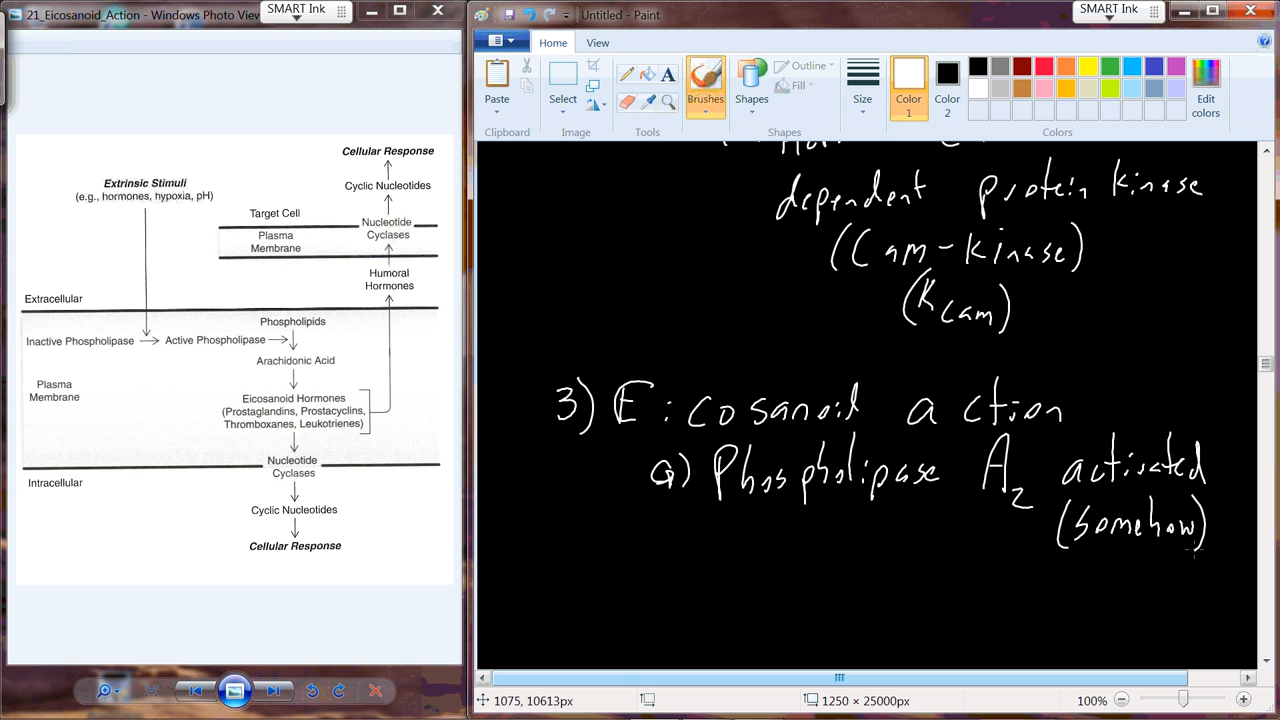 21_Eicosanoid_Action - Windows Photo View
SMART Ink
Cellular Response
Extrinsic Stimuli
(e.g., hormones, hypoxia, pH)
Cyclic Nucleotides
Target Cell
Nucleotide
Cyclases
Plasma
Membrane
Humoral
Hormones
Extracellular
Phospholipids
Inactive Phospholipase
Active Phospholipase
Arachidonic Acid
Plasma
Membrane
Eicosanoid Hormones
(Prostaglandins, Prostacyclins,
Thromboxanes, Leukotrienes)
Nucleotide
Cyclases
Intracellular
Cyclic Nucleotides
Cellular Response
Untitled - Paint
SMART Ink
Home
View
Paste
Select
Outline
Fill
Brushes
Shapes
Size
Color
1
Color
2
Edit
colors
Clipboard
Image
Tools
Shapes
Colors
dependent protein kinase
(Cam-kinase)
(Kcam)
3) Eicosanoid action
a) Phospholipase A2 activated
(somehow)
1075, 10613px
1250 × 25000px
100%